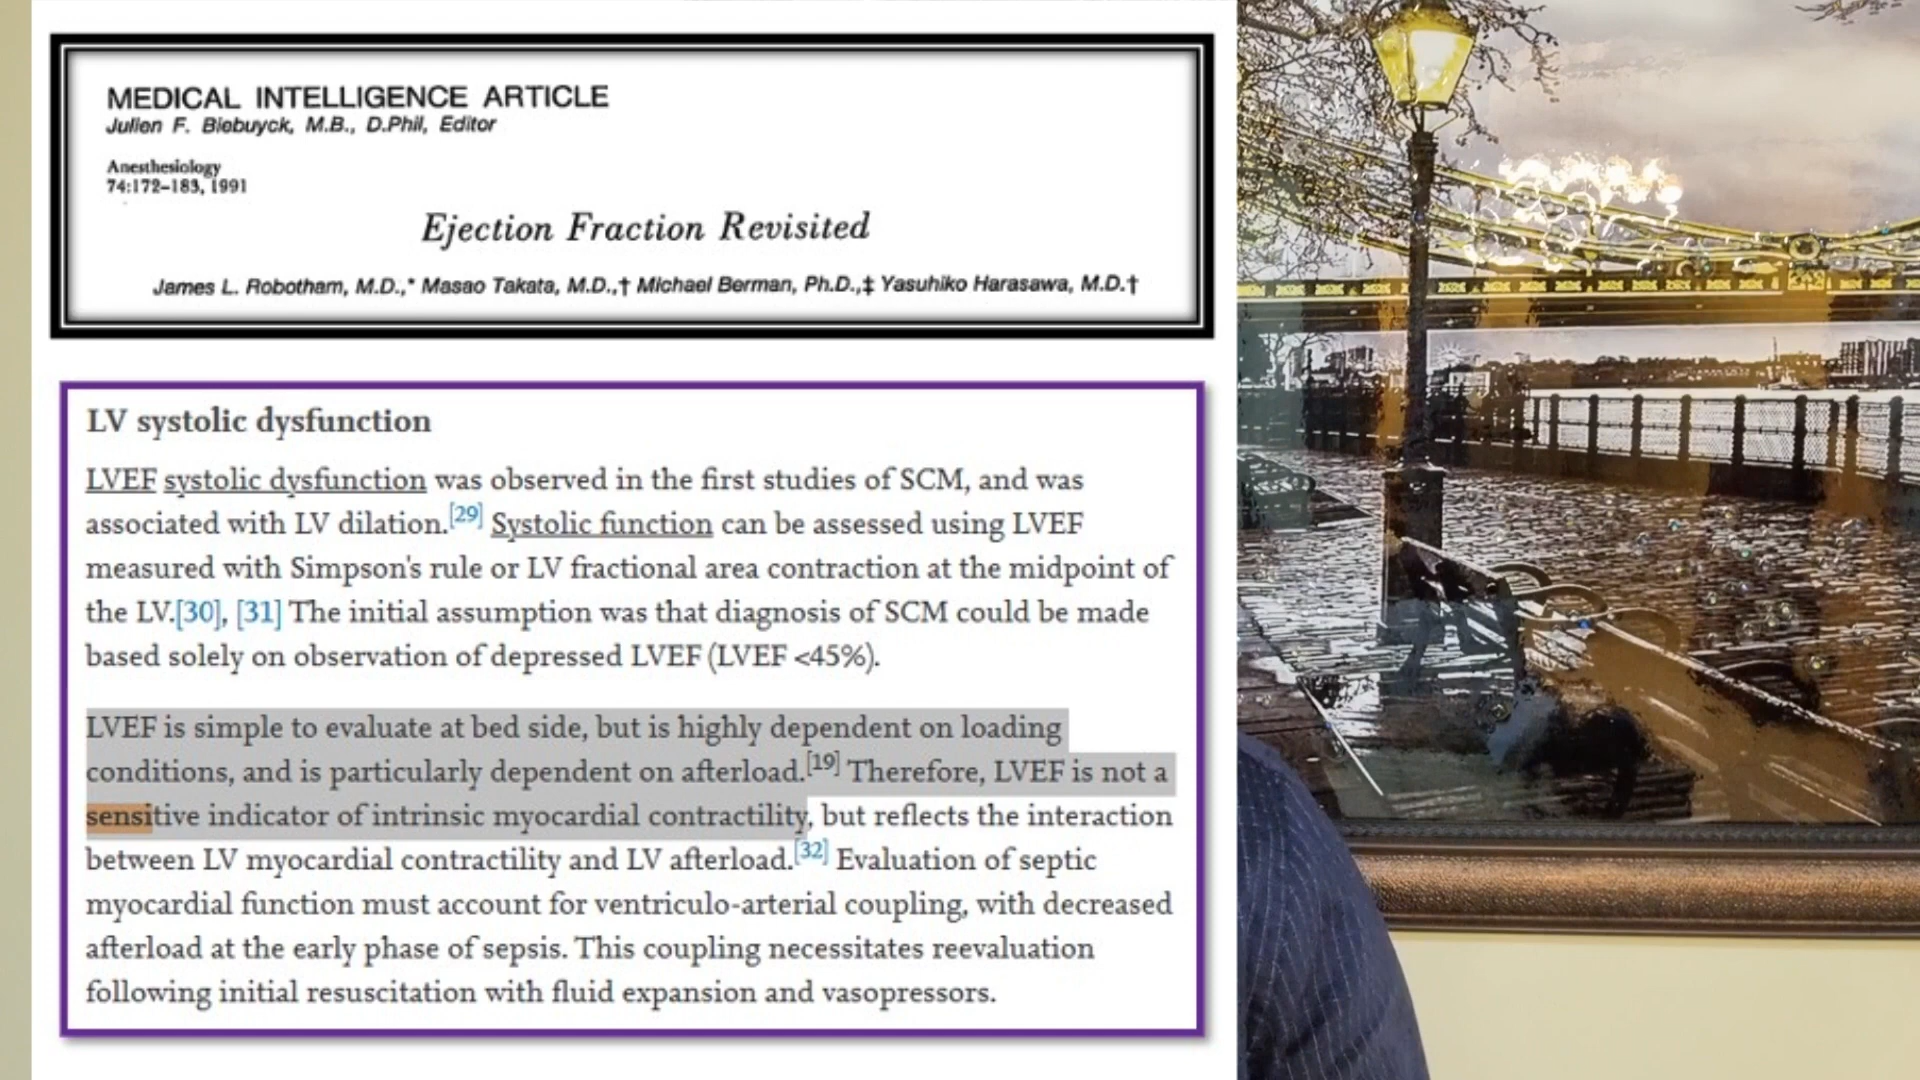 MEDICAL INTELLIGENCE ARTICLE
Julien F. Biebuyck, M.B., D.Phil, Editor
Anesthesiology
74:172–183, 1991
Ejection Fraction Revisited
James L. Robotham, M.D.,* Masao Takata, M.D.,† Michael Berman, Ph.D.,‡ Yasuhiko Harasawa, M.D.†
LV systolic dysfunction
LVEF systolic dysfunction was observed in the first studies of SCM, and was
associated with LV dilation.[29] Systolic function can be assessed using LVEF
measured with Simpson's rule or LV fractional area contraction at the midpoint of
the LV.[30], [31] The initial assumption was that diagnosis of SCM could be made
based solely on observation of depressed LVEF (LVEF <45%).
LVEF is simple to evaluate at bed side, but is highly dependent on loading
conditions, and is particularly dependent on afterload.[19] Therefore, LVEF is not a
sensitive indicator of intrinsic myocardial contractility, but reflects the interaction
between LV myocardial contractility and LV afterload.[32] Evaluation of septic
myocardial function must account for ventriculo-arterial coupling, with decreased
afterload at the early phase of sepsis. This coupling necessitates reevaluation
following initial resuscitation with fluid expansion and vasopressors.